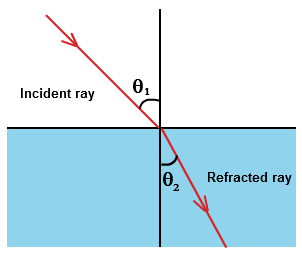 θ1
Incident ray
Refracted ray
θ2